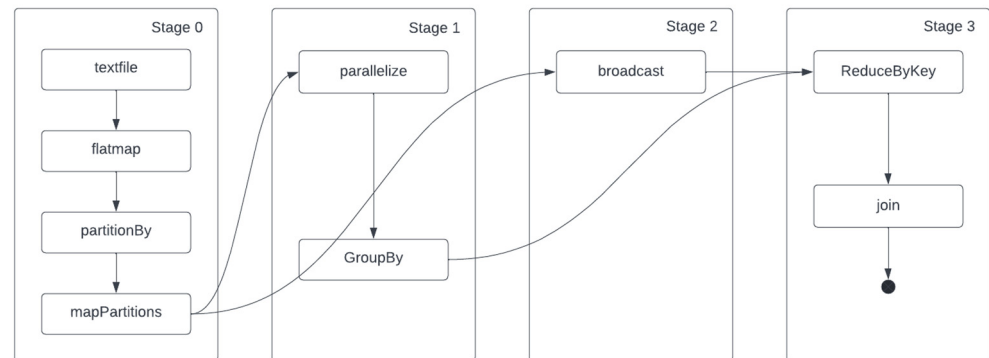 Stage 0
textfile
flatmap
partitionBy
mapPartitions
Stage 1
parallelize
GroupBy
Stage 2
broadcast
Stage 3
ReduceByKey
join